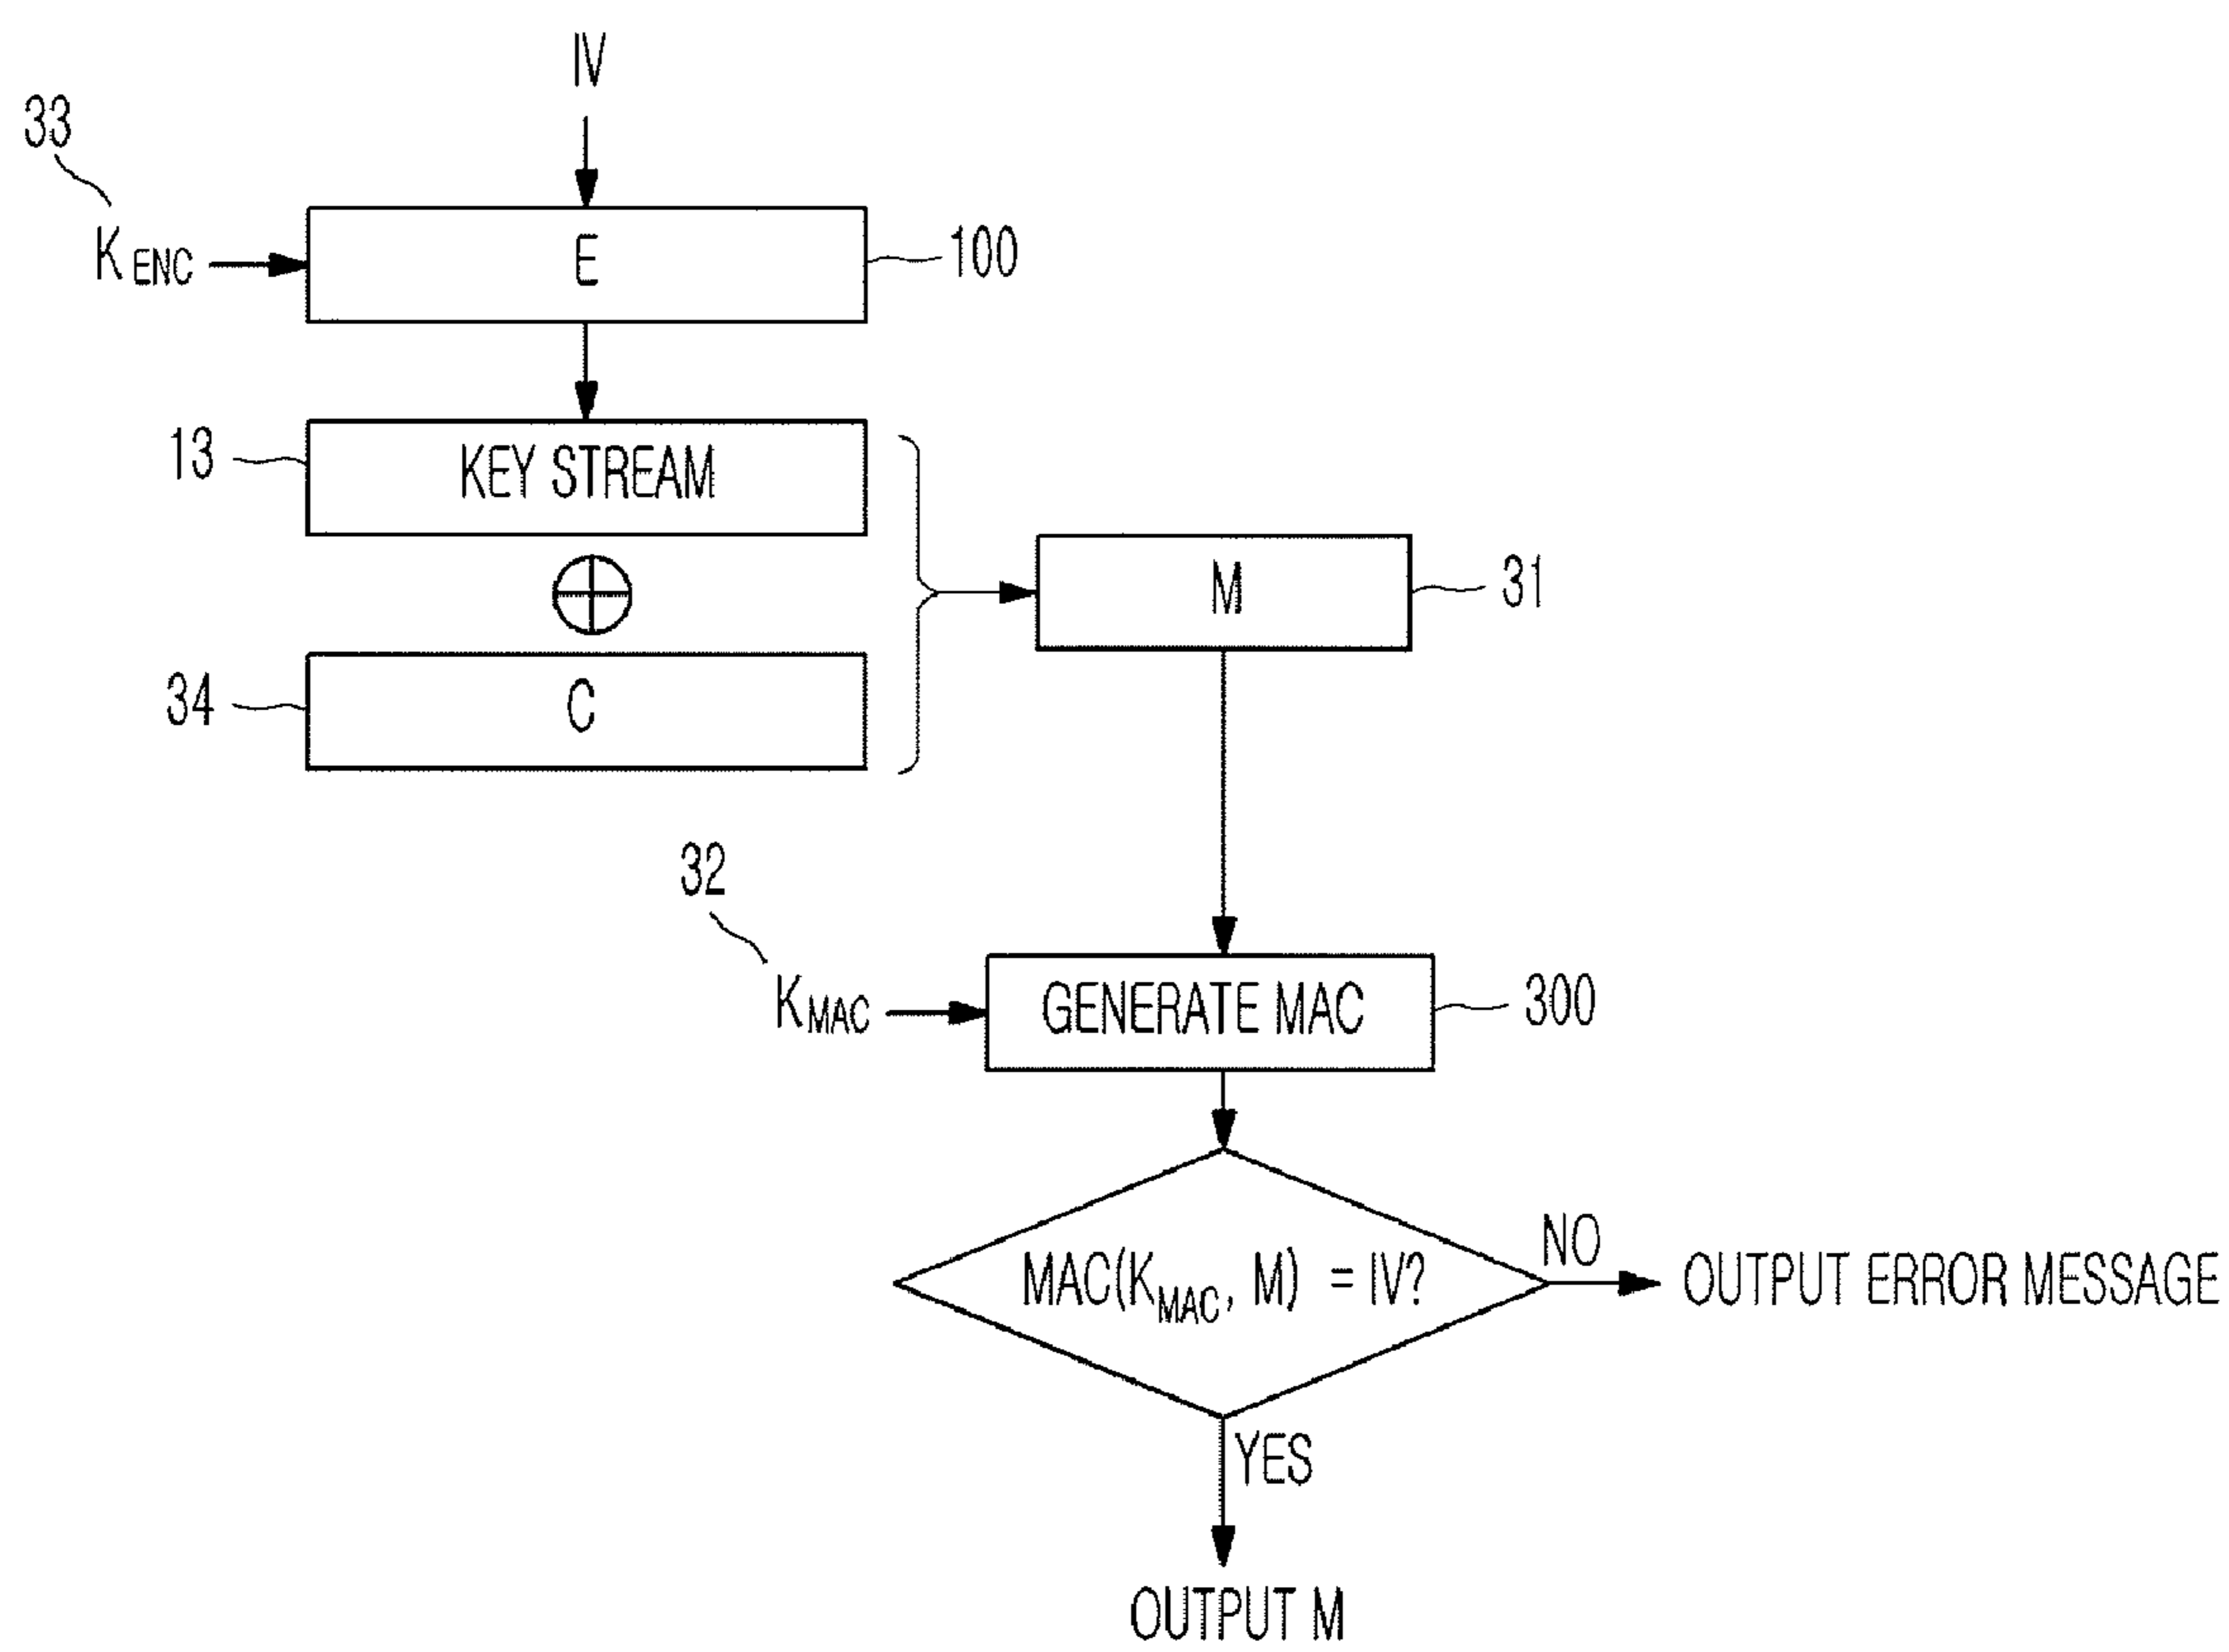 IV
33
K ENC
E
100
13
KEY STREAM
M
31
34
C
32
KMAC
GENERATE MAC
300
MAC(KMAC, M) = IV?
NO
OUTPUT ERROR MESSAGE
YES
OUTPUT M